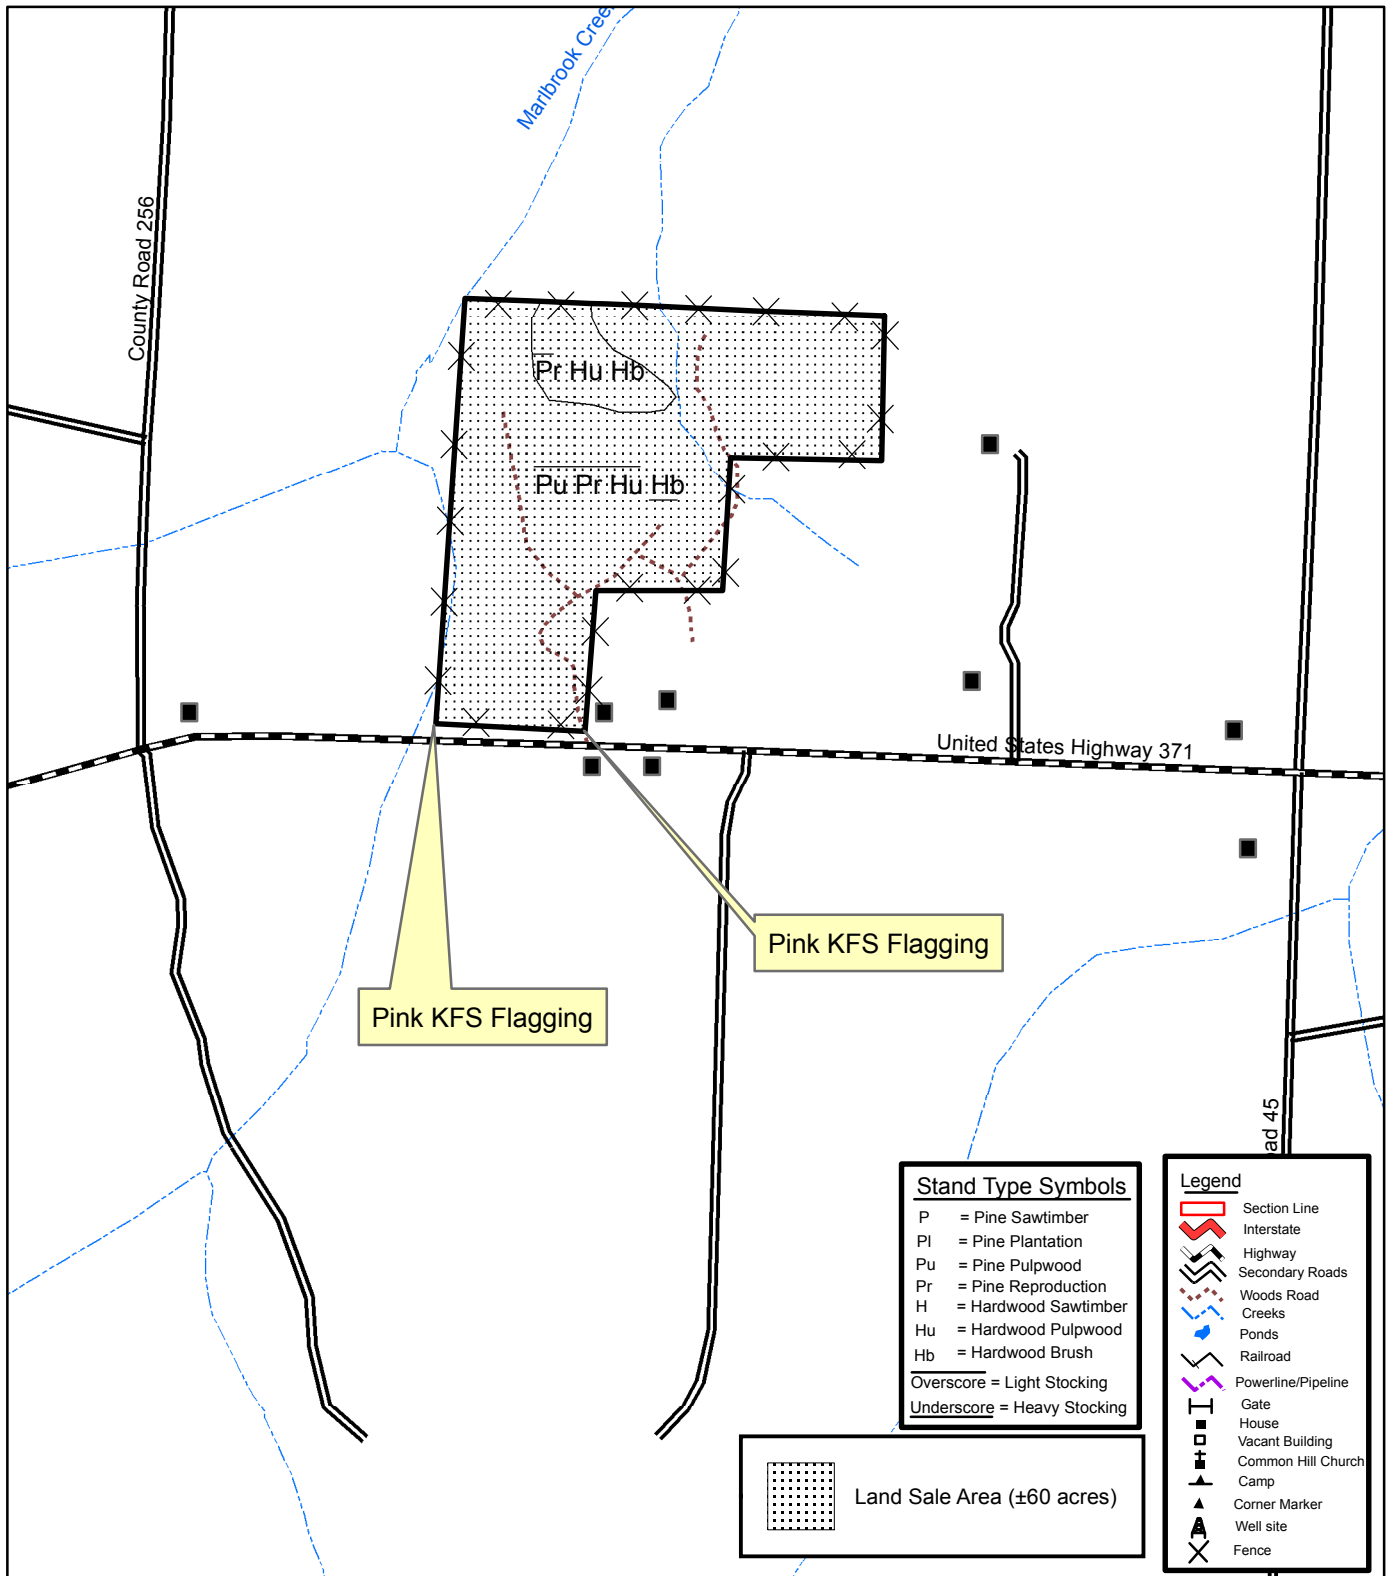 Marlbrook Creek
County Road 256
Pr Hu Hb
Pu Pr Hu Hb
United States Highway 371
Pink KFS Flagging
Pink KFS Flagging
ad 45
Stand Type Symbols
P = Pine Sawtimber
Pl = Pine Plantation
Pu = Pine Pulpwood
Pr = Pine Reproduction
H = Hardwood Sawtimber
Hu = Hardwood Pulpwood
Hb = Hardwood Brush
Overscore = Light Stocking
Underscore = Heavy Stocking
Legend
Section Line
Interstate
Highway
Secondary Roads
Woods Road
Creeks
Ponds
Railroad
Powerline/Pipeline
Gate
House
Vacant Building
Common Hill Church
Camp
Corner Marker
Well site
Fence
Land Sale Area (±60 acres)